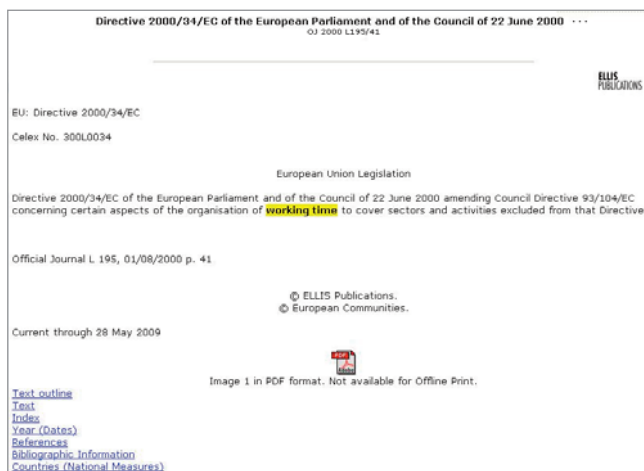 Directive 2000/34/EC of the European Parliament and of the Council of 22 June 2000 ···
OJ 2000 L195/41
ELLIS
PUBLICATIONS
EU: Directive 2000/34/EC
Celex No. 300L0034
European Union Legislation
Directive 2000/34/EC of the European Parliament and of the Council of 22 June 2000 amending Council Directive 93/104/EC
concerning certain aspects of the organisation of working time to cover sectors and activities excluded from that Directive
Official Journal L 195, 01/08/2000 p. 41
© ELLIS Publications.
© European Communities.
Current through 28 May 2009
PDF
Image 1 in PDF format. Not available for Offline Print.
Text outline
Text
Index
Year (Dates)
References
Bibliographic Information
Countries (National Measures)